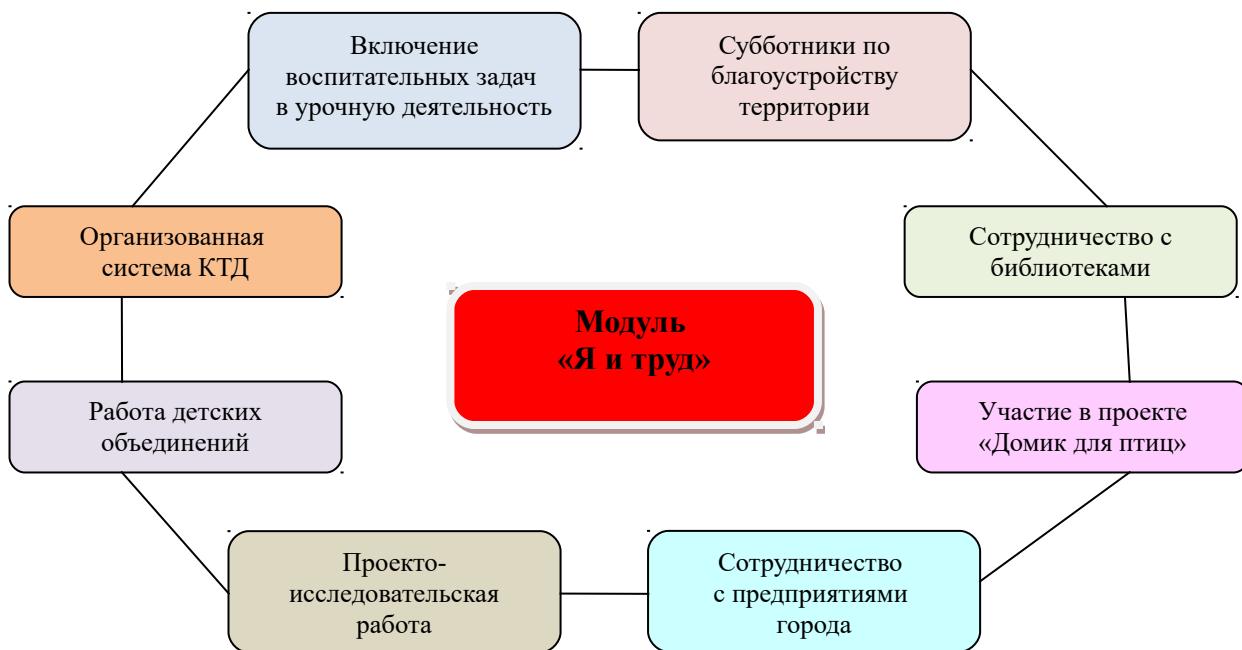 Включение
воспитательных задач
в урочную деятельность
Субботники по
благоустройству
территории
Организованная
система КТД
Сотрудничество с
библиотеками
Модуль
«Я и труд»
Работа детских
объединений
Участие в проекте
«Домик для птиц»
Проекто-
исследовательская
работа
Сотрудничество
с предприятиями
города